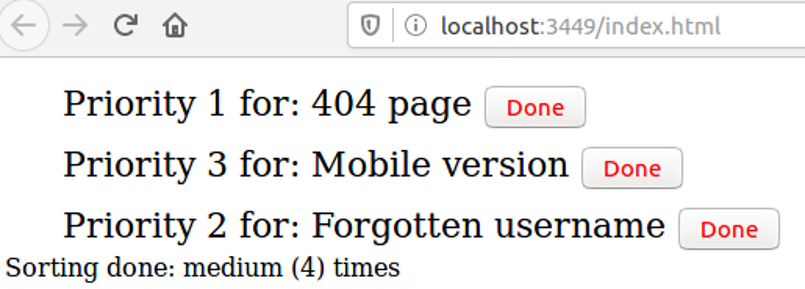 localhost:3449/index.html
Priority 1 for: 404 page Done
Priority 3 for: Mobile version Done
Priority 2 for: Forgotten username Done
Sorting done: medium (4) times